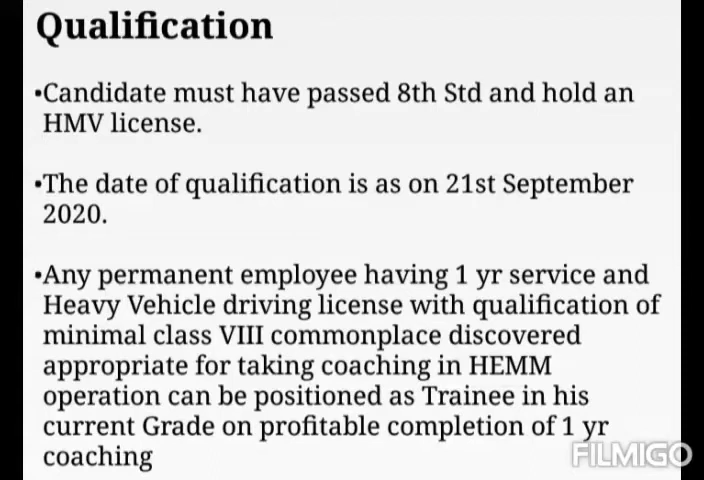 Qualification
•Candidate must have passed 8th Std and hold an
HMV license.
•The date of qualification is as on 21st September
2020.
•Any permanent employee having 1 yr service and
Heavy Vehicle driving license with qualification of
minimal class VIII commonplace discovered
appropriate for taking coaching in HEMM
operation can be positioned as Trainee in his
current Grade on profitable completion of 1 yr
coaching
FILMIGO